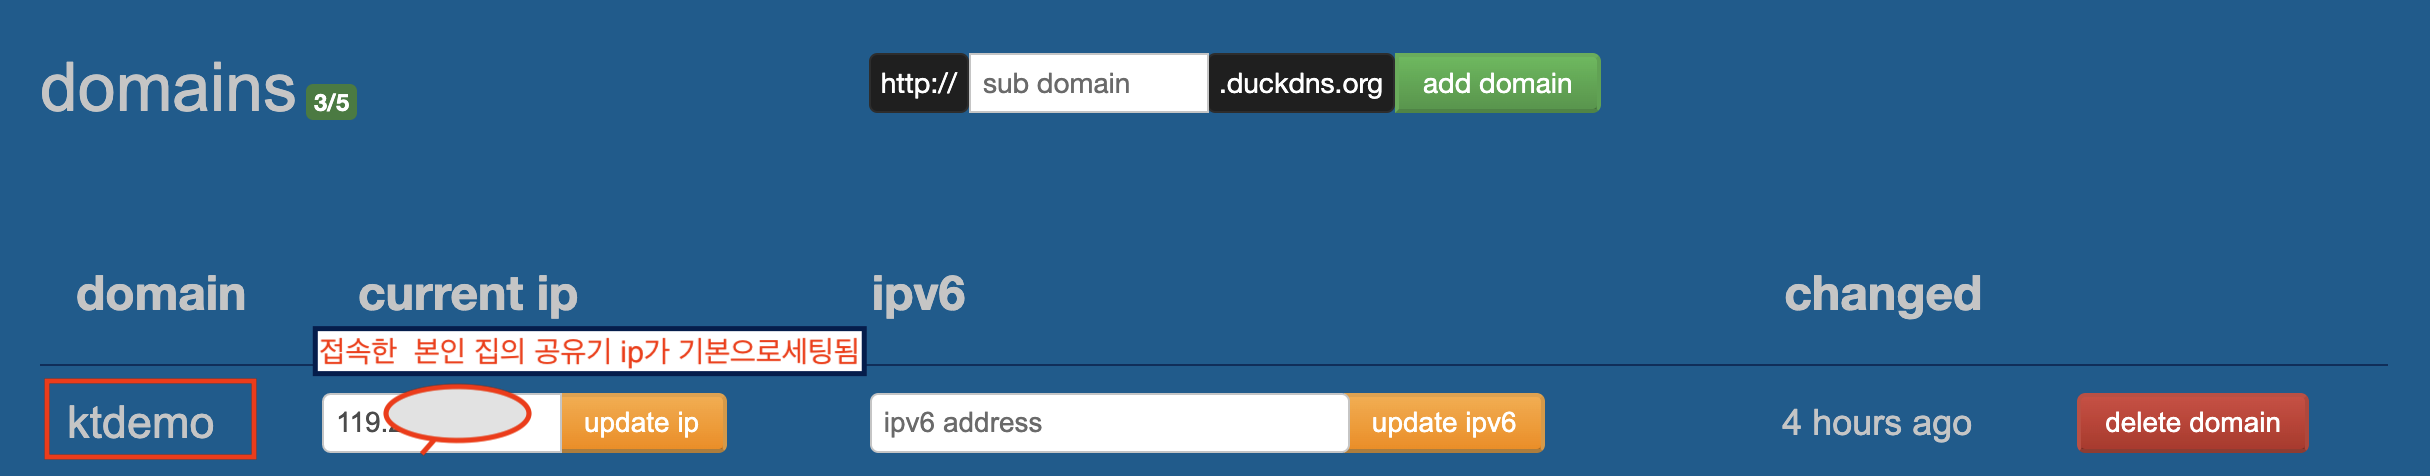 domains 3/5 http:// sub domain .duckdns.org add domain
domain current ip ipv6 changed
접속한 본인 집의 공유기 ip가 기본으로세팅됨
ktdemo 119. update ip ipv6 address update ipv6 4 hours ago delete domain